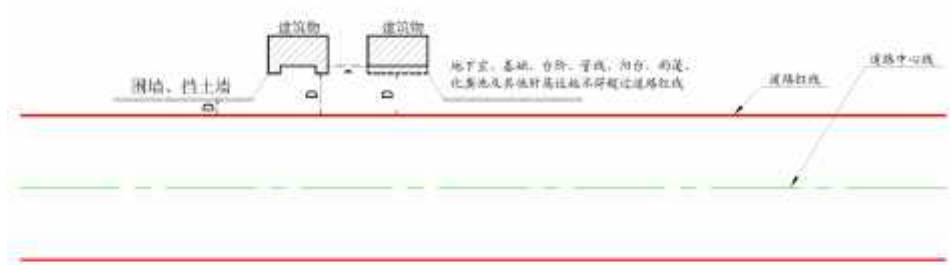 建筑物
建筑物
围墙、挡土墙
地下室、基础、台阶、管线、阳台、雨蓬、
化粪池及其他附属设施不得超过道路红线
道路红线
道路中心线
D
D
D